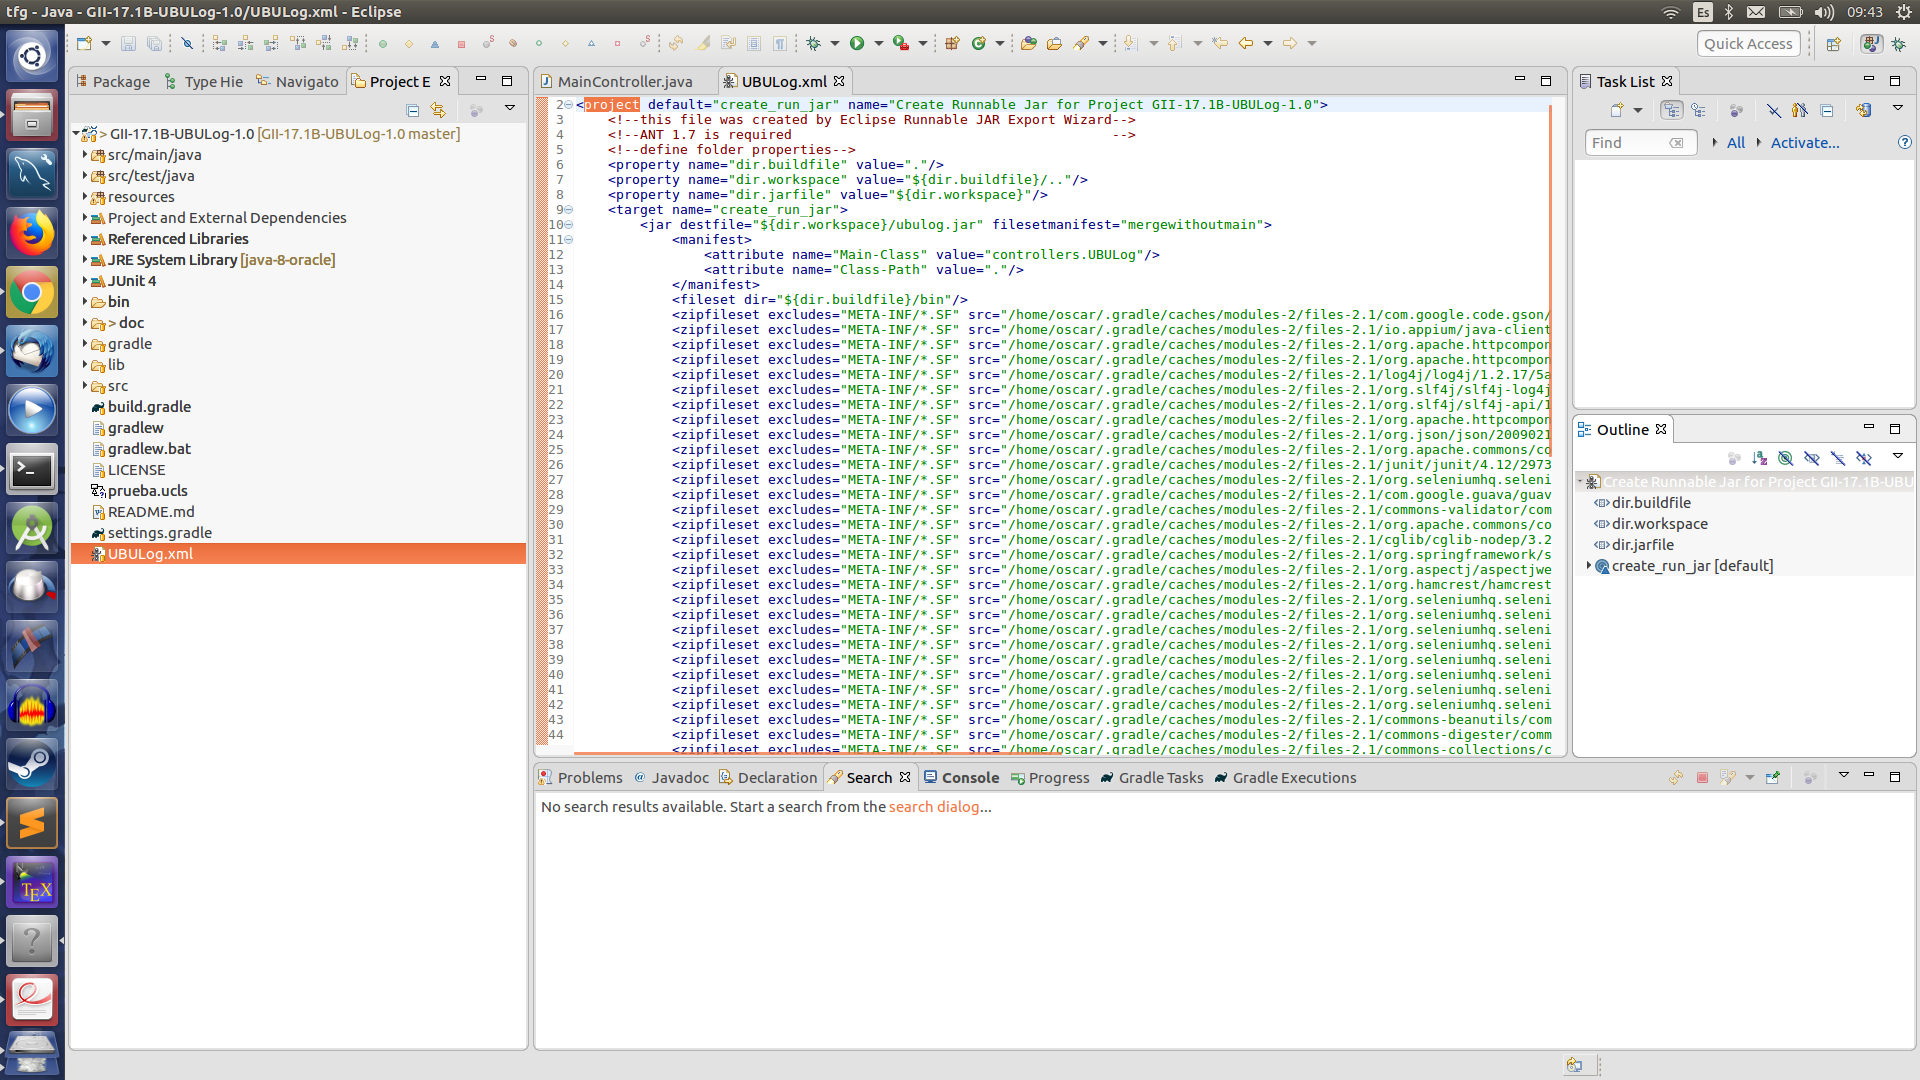 tfg - Java - GII-17.1B-UBULog-1.0/UBULog.xml - Eclipse
Es
09:43
Quick Access
Package
Type Hie
Navigato
Project E
> GII-17.1B-UBULog-1.0 [GII-17.1B-UBULog-1.0 master]
src/main/java
src/test/java
resources
Project and External Dependencies
Referenced Libraries
JRE System Library [java-8-oracle]
JUnit 4
bin
> doc
gradle
lib
src
build.gradle
gradlew
gradlew.bat
LICENSE
prueba.ucls
README.md
settings.gradle
UBULog.xml
MainController.java
UBULog.xml
2 <project default="create_run_jar" name="Create Runnable Jar for Project GII-17.1B-UBULog-1.0">
3 <!--this file was created by Eclipse Runnable JAR Export Wizard-->
4 <!--ANT 1.7 is required -->
5 <!--define folder properties-->
6 <property name="dir.buildfile" value="."/>
7 <property name="dir.workspace" value="${dir.buildfile}/.."/>
8 <property name="dir.jarfile" value="${dir.workspace}"/>
9 <target name="create_run_jar">
10 <jar destfile="${dir.workspace}/ubulog.jar" filesetmanifest="mergewithoutmain">
11 <manifest>
12 <attribute name="Main-Class" value="controllers.UBULog"/>
13 <attribute name="Class-Path" value="."/>
14 </manifest>
15 <fileset dir="${dir.buildfile}/bin"/>
16 <zipfileset excludes="META-INF/*.SF" src="/home/oscar/.gradle/caches/modules-2/files-2.1/com.google.code.gson/
17 <zipfileset excludes="META-INF/*.SF" src="/home/oscar/.gradle/caches/modules-2/files-2.1/io.appium/java-client
18 <zipfileset excludes="META-INF/*.SF" src="/home/oscar/.gradle/caches/modules-2/files-2.1/org.apache.httpcompon
19 <zipfileset excludes="META-INF/*.SF" src="/home/oscar/.gradle/caches/modules-2/files-2.1/org.apache.httpcompon
20 <zipfileset excludes="META-INF/*.SF" src="/home/oscar/.gradle/caches/modules-2/files-2.1/log4j/log4j/1.2.17/5a
21 <zipfileset excludes="META-INF/*.SF" src="/home/oscar/.gradle/caches/modules-2/files-2.1/org.slf4j/slf4j-log4j
22 <zipfileset excludes="META-INF/*.SF" src="/home/oscar/.gradle/caches/modules-2/files-2.1/org.slf4j/slf4j-api/1
23 <zipfileset excludes="META-INF/*.SF" src="/home/oscar/.gradle/caches/modules-2/files-2.1/org.apache.httpcompon
24 <zipfileset excludes="META-INF/*.SF" src="/home/oscar/.gradle/caches/modules-2/files-2.1/org.json/json/2009021
25 <zipfileset excludes="META-INF/*.SF" src="/home/oscar/.gradle/caches/modules-2/files-2.1/org.apache.commons/co
26 <zipfileset excludes="META-INF/*.SF" src="/home/oscar/.gradle/caches/modules-2/files-2.1/junit/junit/4.12/2973
27 <zipfileset excludes="META-INF/*.SF" src="/home/oscar/.gradle/caches/modules-2/files-2.1/org.seleniumhq.seleni
28 <zipfileset excludes="META-INF/*.SF" src="/home/oscar/.gradle/caches/modules-2/files-2.1/com.google.guava/guav
29 <zipfileset excludes="META-INF/*.SF" src="/home/oscar/.gradle/caches/modules-2/files-2.1/commons-validator/com
30 <zipfileset excludes="META-INF/*.SF" src="/home/oscar/.gradle/caches/modules-2/files-2.1/org.apache.commons/co
31 <zipfileset excludes="META-INF/*.SF" src="/home/oscar/.gradle/caches/modules-2/files-2.1/cglib/cglib-nodep/3.2
32 <zipfileset excludes="META-INF/*.SF" src="/home/oscar/.gradle/caches/modules-2/files-2.1/org.springframework/s
33 <zipfileset excludes="META-INF/*.SF" src="/home/oscar/.gradle/caches/modules-2/files-2.1/org.aspectj/aspectjwe
34 <zipfileset excludes="META-INF/*.SF" src="/home/oscar/.gradle/caches/modules-2/files-2.1/org.hamcrest/hamcrest
35 <zipfileset excludes="META-INF/*.SF" src="/home/oscar/.gradle/caches/modules-2/files-2.1/org.seleniumhq.seleni
36 <zipfileset excludes="META-INF/*.SF" src="/home/oscar/.gradle/caches/modules-2/files-2.1/org.seleniumhq.seleni
37 <zipfileset excludes="META-INF/*.SF" src="/home/oscar/.gradle/caches/modules-2/files-2.1/org.seleniumhq.seleni
38 <zipfileset excludes="META-INF/*.SF" src="/home/oscar/.gradle/caches/modules-2/files-2.1/org.seleniumhq.seleni
39 <zipfileset excludes="META-INF/*.SF" src="/home/oscar/.gradle/caches/modules-2/files-2.1/org.seleniumhq.seleni
40 <zipfileset excludes="META-INF/*.SF" src="/home/oscar/.gradle/caches/modules-2/files-2.1/org.seleniumhq.seleni
41 <zipfileset excludes="META-INF/*.SF" src="/home/oscar/.gradle/caches/modules-2/files-2.1/org.seleniumhq.seleni
42 <zipfileset excludes="META-INF/*.SF" src="/home/oscar/.gradle/caches/modules-2/files-2.1/org.seleniumhq.seleni
43 <zipfileset excludes="META-INF/*.SF" src="/home/oscar/.gradle/caches/modules-2/files-2.1/commons-beanutils/com
44 <zipfileset excludes="META-INF/*.SF" src="/home/oscar/.gradle/caches/modules-2/files-2.1/commons-digester/comm
<zipfileset excludes="META-INF/*.SF" src="/home/oscar/.gradle/caches/modules-2/files-2.1/commons-collections/c
Task List
Find
All
Activate...
Outline
Create Runnable Jar for Project GII-17.1B-UBU
dir.buildfile
dir.workspace
dir.jarfile
create_run_jar [default]
Problems
Javadoc
Declaration
Search
Console
Progress
Gradle Tasks
Gradle Executions
No search results available. Start a search from the search dialog...
TEX